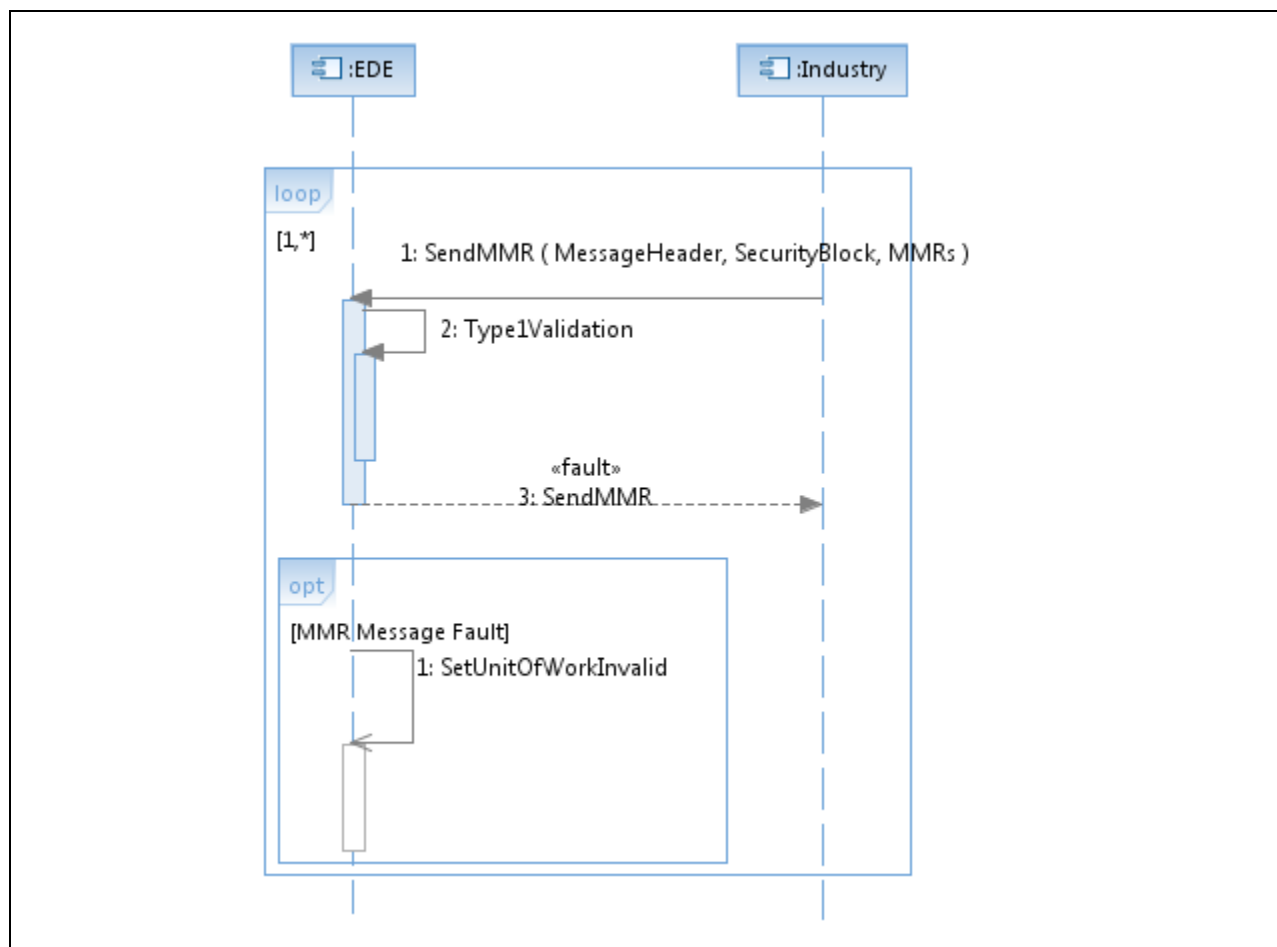 :EDE
:Industry
loop
[1,*]
1: SendMMR ( MessageHeader, SecurityBlock, MMRs )
2: Type1Validation
«fault»
3: SendMMR
opt
[MMR Message Fault]
1: SetUnitOfWorkInvalid